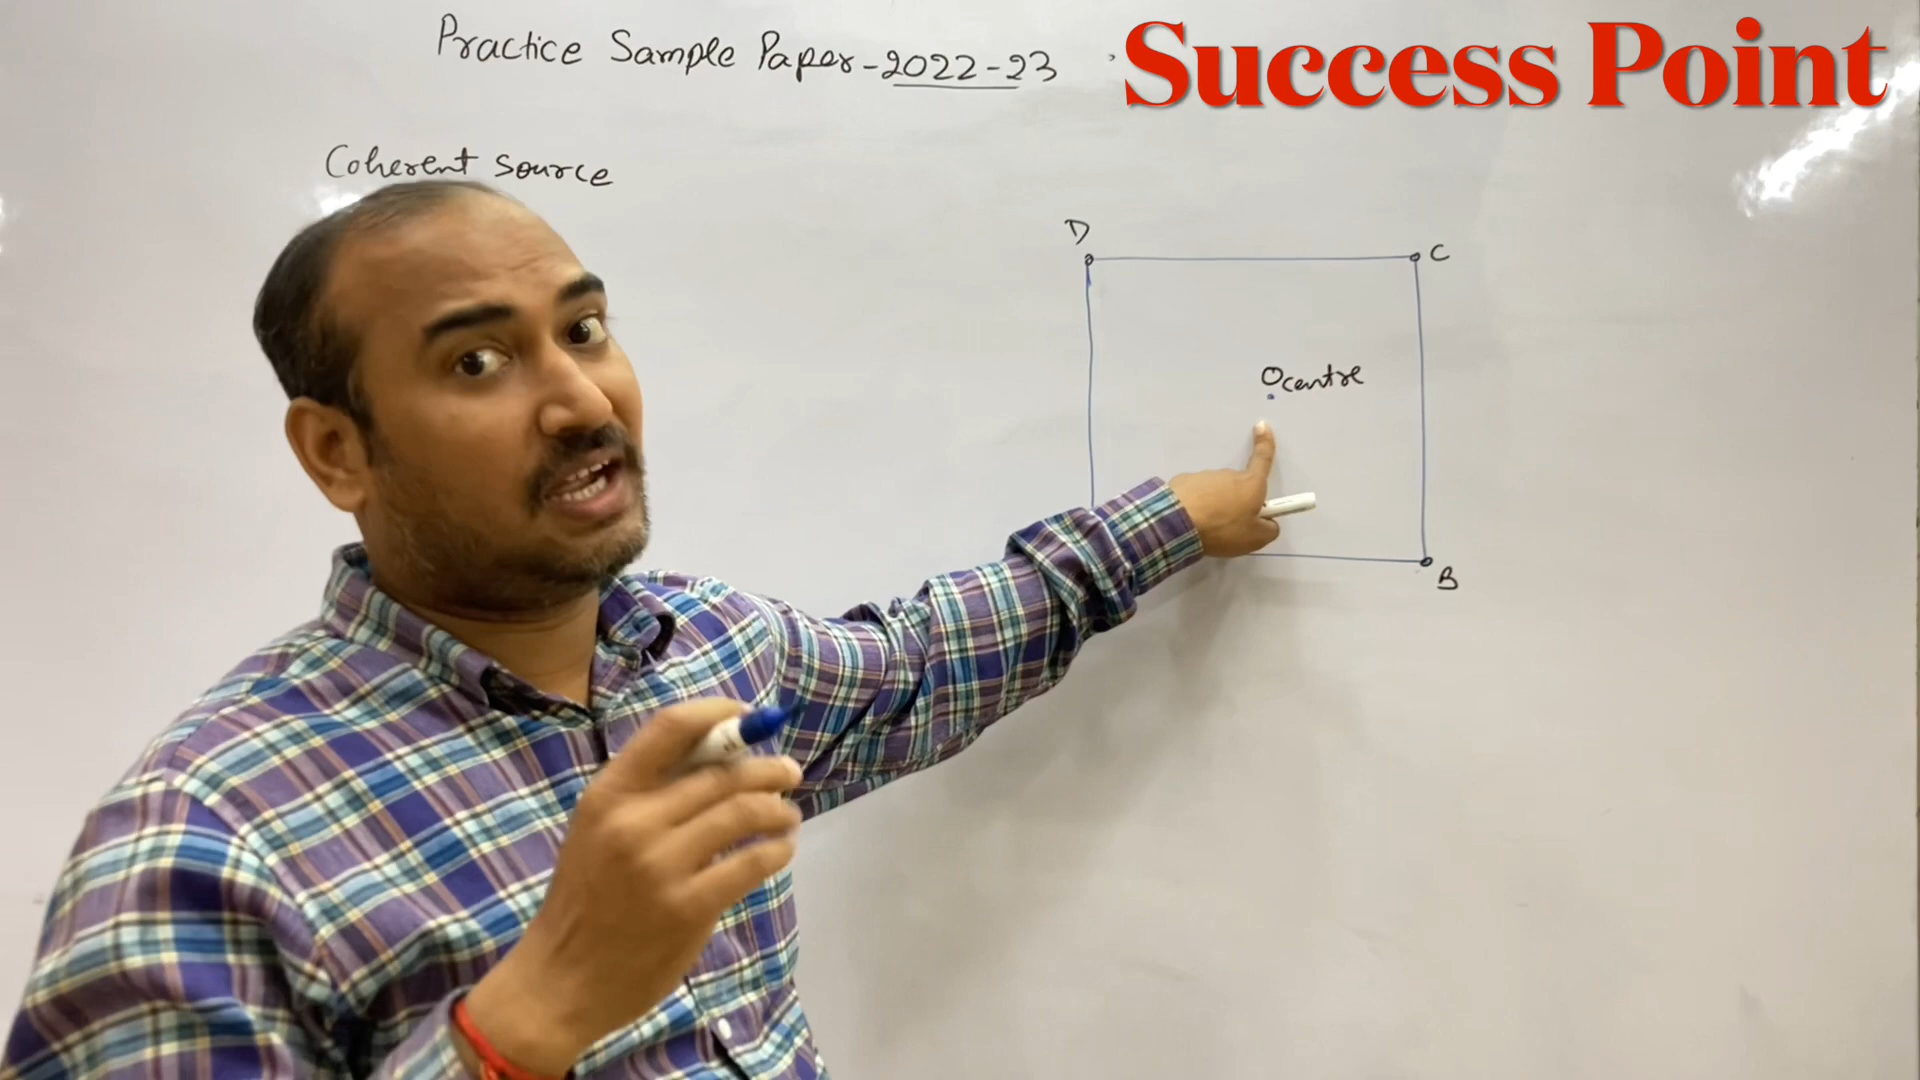 Practice Sample Paper-2022-23
Success Point
Coherent source
D
C
O centre
B